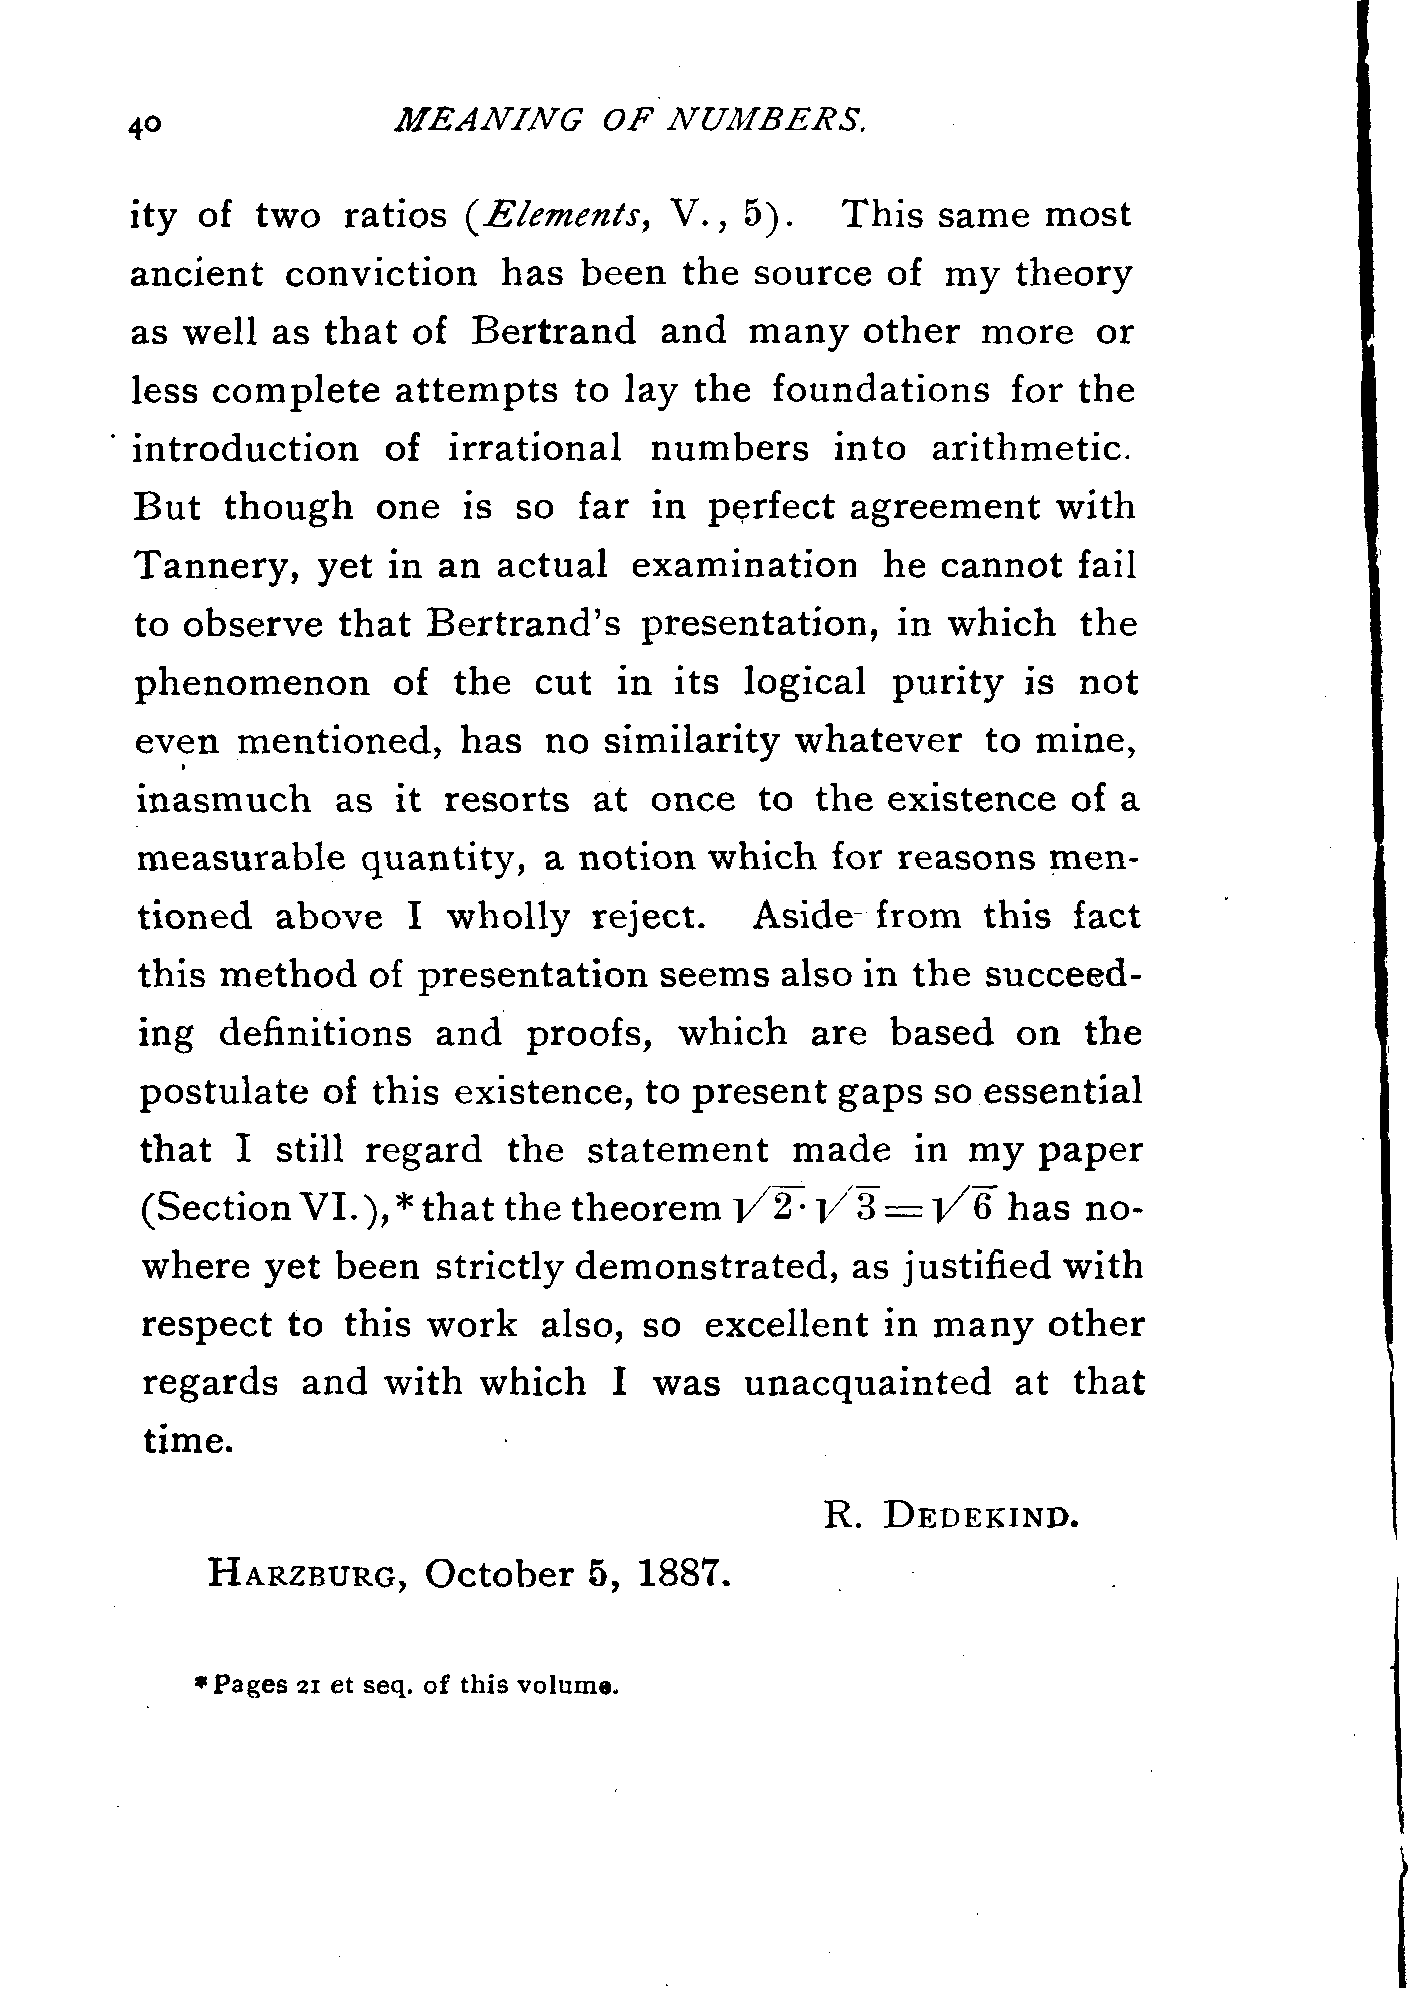 40 MEANING OF NUMBERS.
ity of two ratios (Elements, V., 5). This same most
ancient conviction has been the source of my theory
as well as that of Bertrand and many other more or
less complete attempts to lay the foundations for the
introduction of irrational numbers into arithmetic.
But though one is so far in perfect agreement with
Tannery, yet in an actual examination he cannot fail
to observe that Bertrand's presentation, in which the
phenomenon of the cut in its logical purity is not
even mentioned, has no similarity whatever to mine,
inasmuch as it resorts at once to the existence of a
measurable quantity, a notion which for reasons men-
tioned above I wholly reject. Aside from this fact
this method of presentation seems also in the succeed-
ing definitions and proofs, which are based on the
postulate of this existence, to present gaps so essential
that I still regard the statement made in my paper
(Section VI.),* that the theorem √2·√3=√6 has no-
where yet been strictly demonstrated, as justified with
respect to this work also, so excellent in many other
regards and with which I was unacquainted at that
time.
R. DEDEKIND.
HARZBURG, October 5, 1887.
*Pages 21 et seq. of this volume.